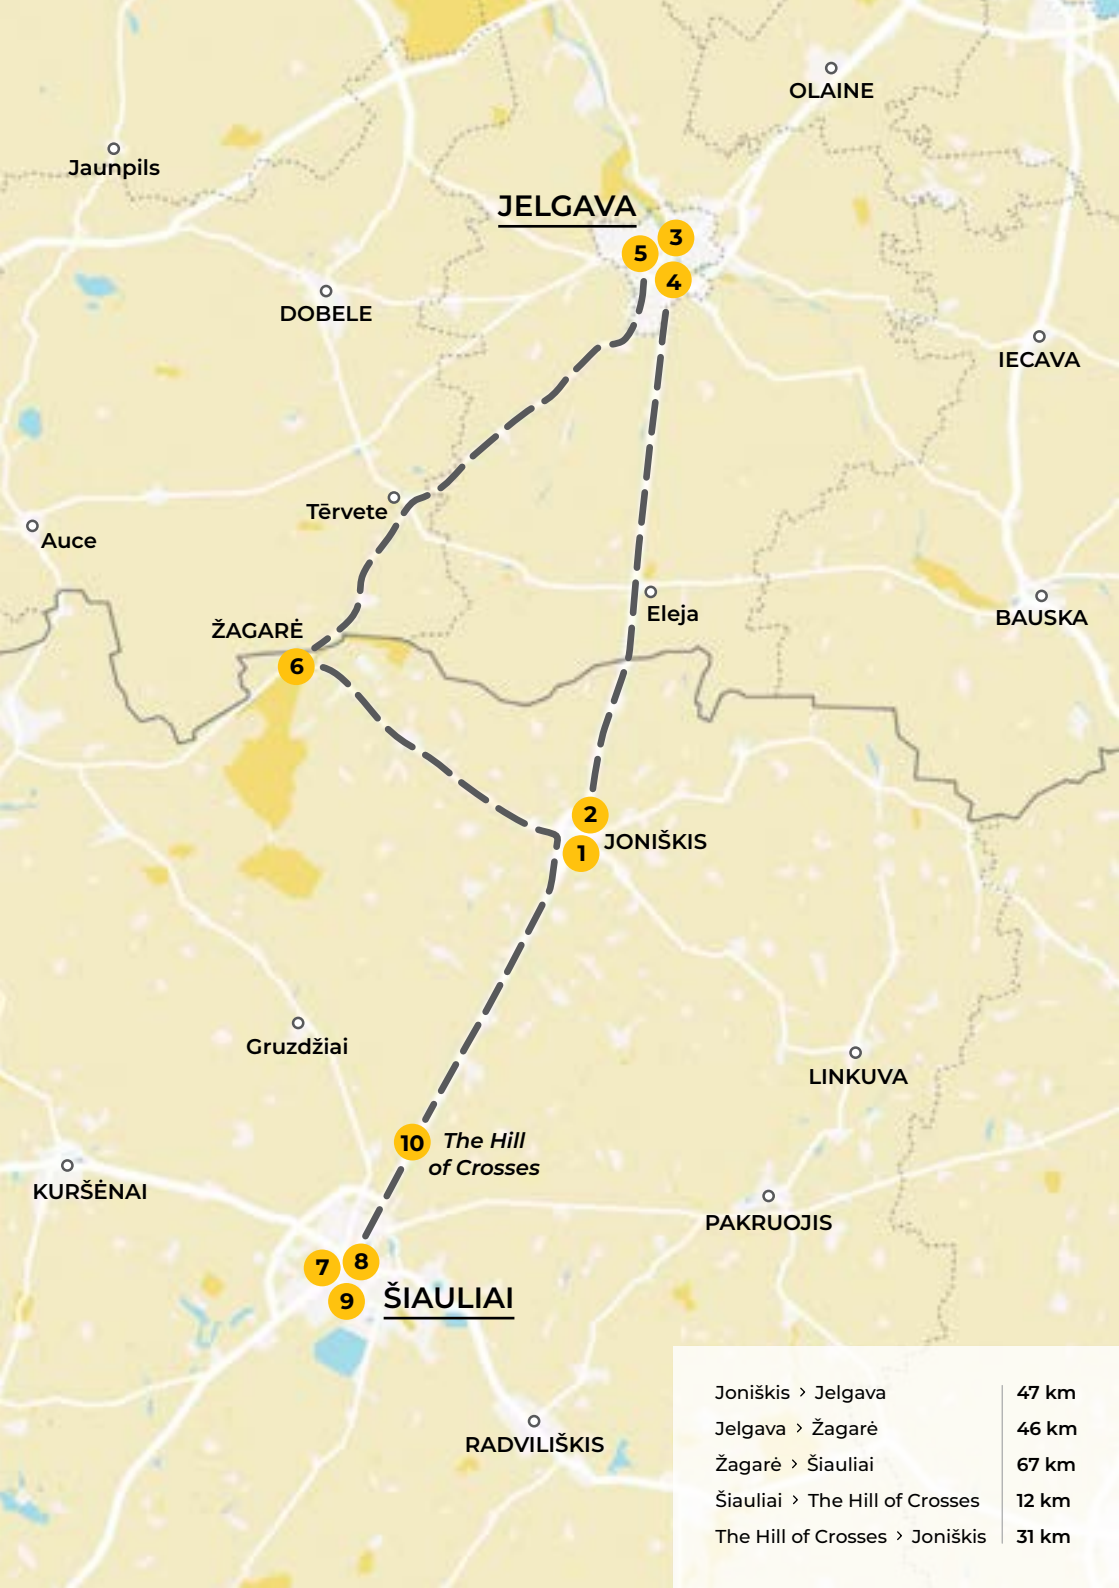 OLAINE
Jaunpils
JELGAVA
3
5
4
DOBELE
IECAVA
Tērvete
Auce
Eleja
BAUSKA
ŽAGARĖ
6
2
JONIŠKIS
1
Gruzdžiai
LINKUVA
10
The Hill
of Crosses
KURŠĖNAI
PAKRUOJIS
7
8
9
ŠIAULIAI
RADVILIŠKIS
Joniškis › Jelgava 47 km
Jelgava › Žagarė 46 km
Žagarė › Šiauliai 67 km
Šiauliai › The Hill of Crosses 12 km
The Hill of Crosses › Joniškis 31 km